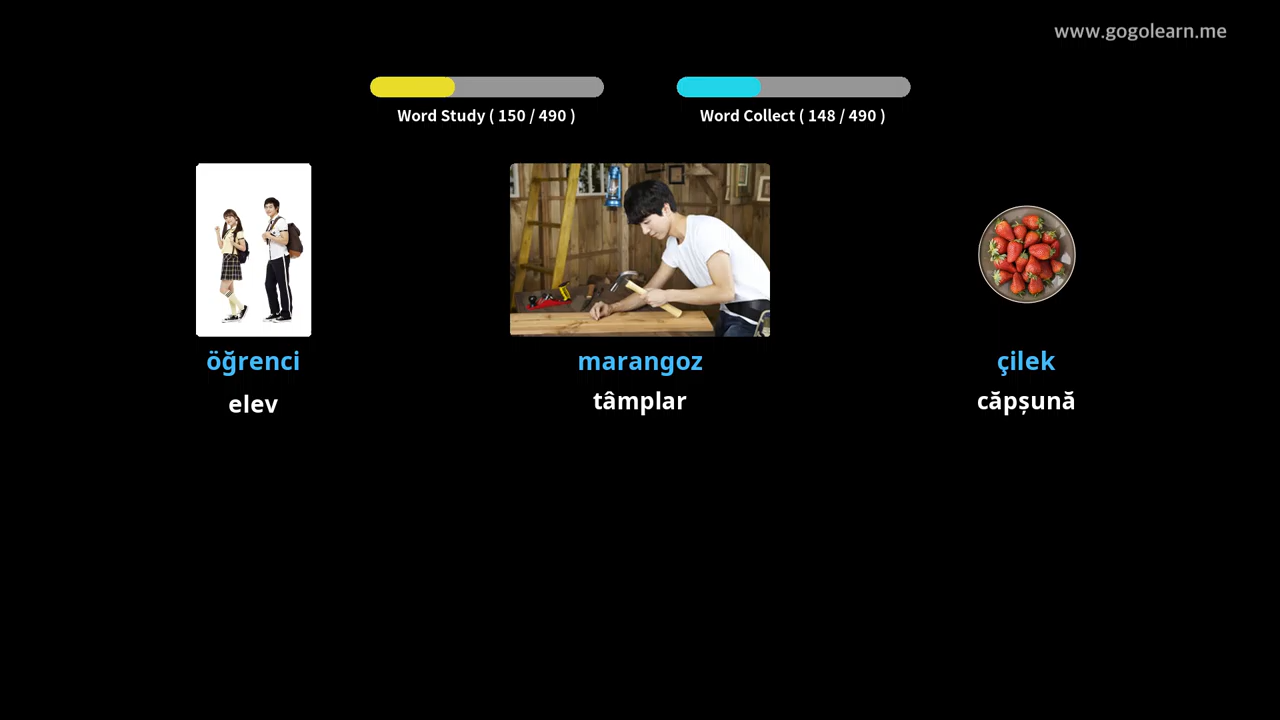 www.gogolearn.me
Word Study ( 150 / 490 )
Word Collect ( 148 / 490 )
öğrenci
elev
marangoz
tâmplar
çilek
căpșună